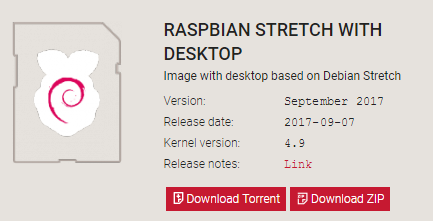 RASPBIAN STRETCH WITH
DESKTOP
Image with desktop based on Debian Stretch
Version: September 2017
Release date: 2017-09-07
Kernel version: 4.9
Release notes: Link
Download Torrent Download ZIP